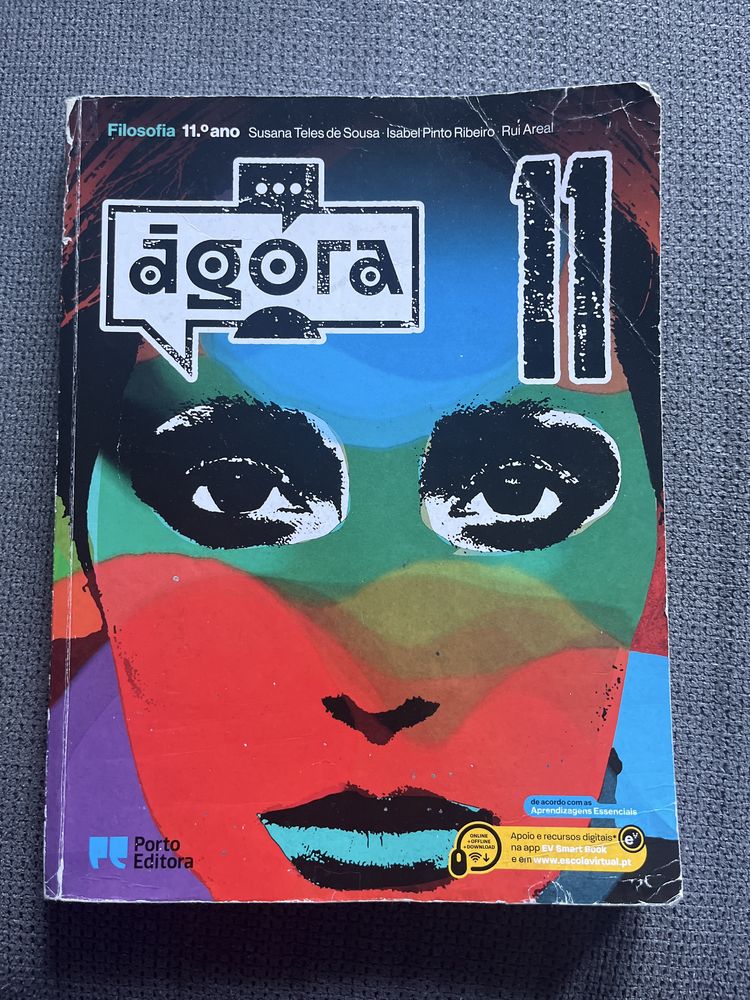 Filosofia 11.º ano Susana Teles de Sousa · Isabel Pinto Ribeiro · Rui Areal
ágora
11
de acordo com as
Aprendizagens Essenciais
ONLINE
+ OFFLINE
+ DOWNLOAD
Apoio e recursos digitais*
na app EV Smart Book
e em www.escolavirtual.pt
ev
Porto
Editora